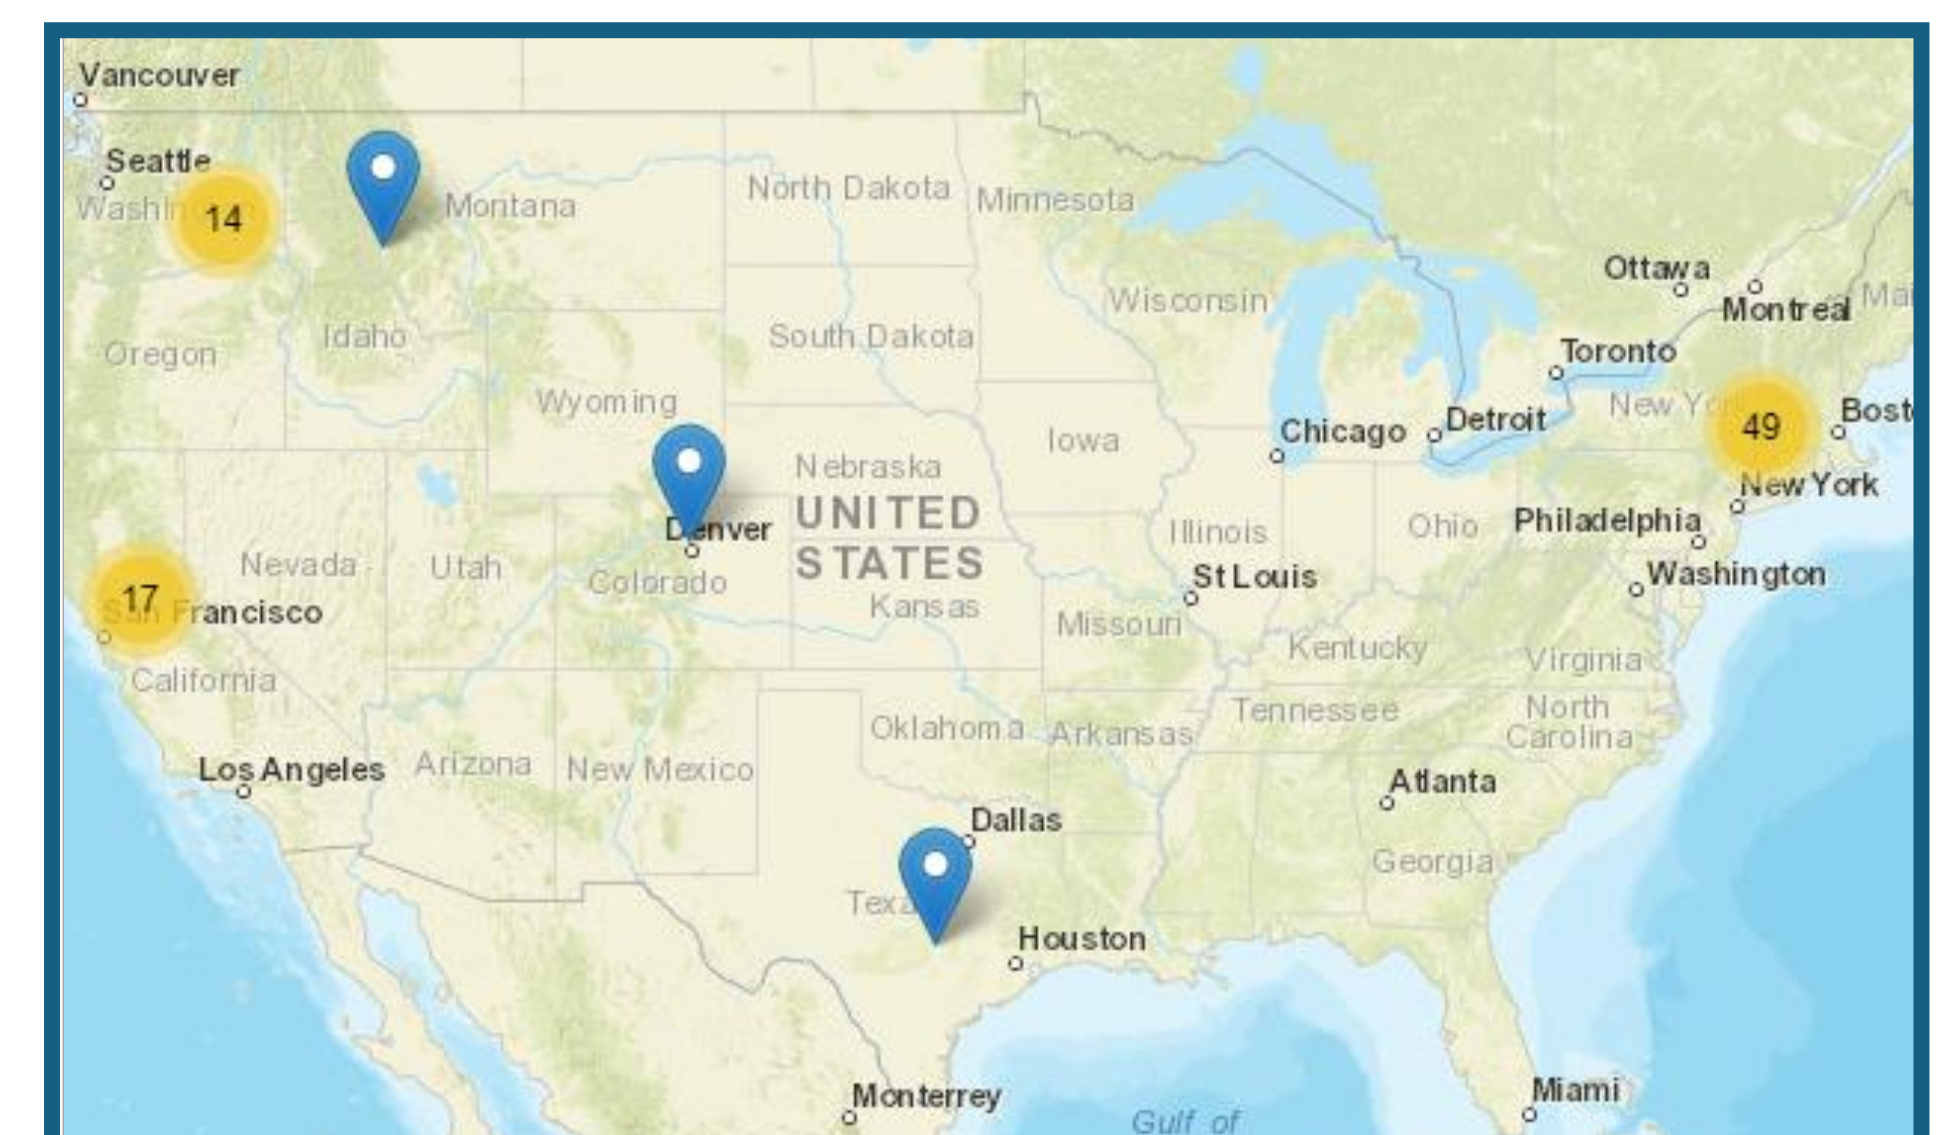 Vancouver
Seattle
14
Montana
North Dakota
Minnesota
Ottawa
Montreal
Wisconsin
Oregon
Idaho
South Dakota
Toronto
Wyoming
New York
49
Chicago
Detroit
Iowa
Nebraska
New York
Denver
UNITED
STATES
Illinois
Ohio
Philadelphia
Nevada
Utah
Colorado
Kansas
St Louis
Washington
17
San Francisco
Missouri
Kentucky
Virginia
California
Oklahoma
Arkansas
Tennessee
North
Carolina
Los Angeles
Arizona
New Mexico
Atlanta
Dallas
Georgia
Houston
Monterrey
Miami
Gulf of